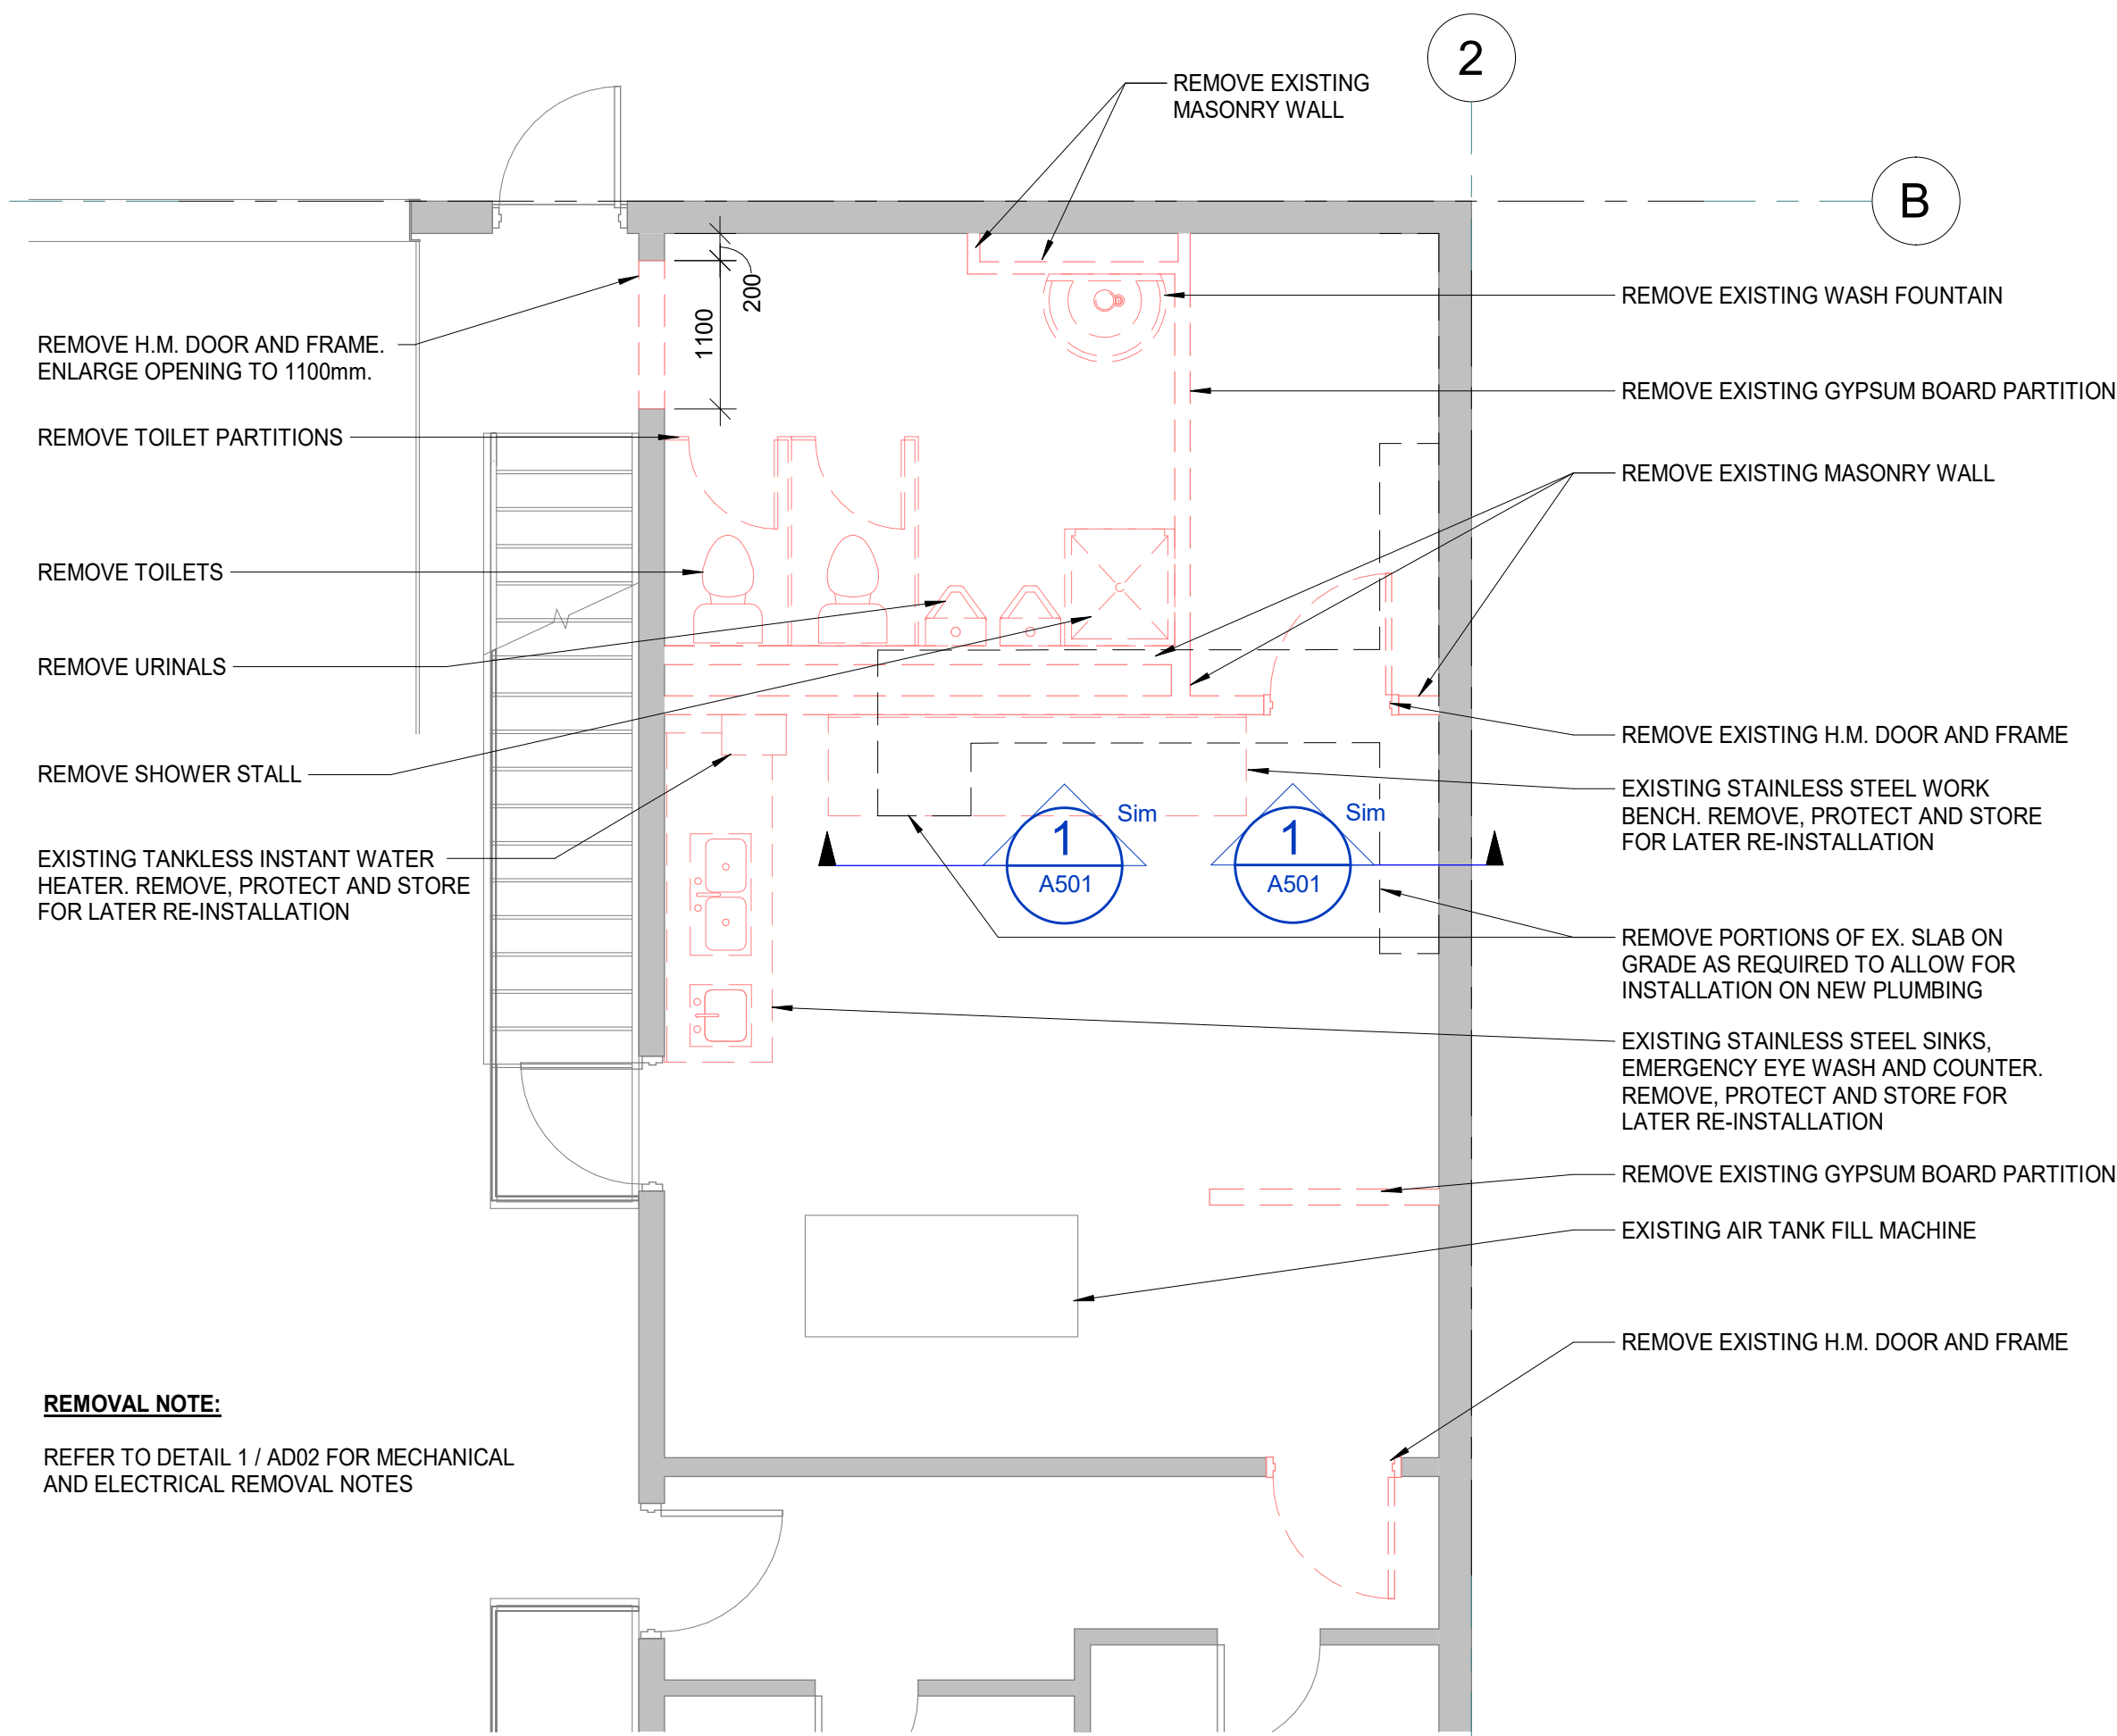 2
B
REMOVE EXISTING
MASONRY WALL
200
1100
REMOVE H.M. DOOR AND FRAME.
ENLARGE OPENING TO 1100mm.
REMOVE TOILET PARTITIONS
REMOVE TOILETS
REMOVE URINALS
REMOVE SHOWER STALL
EXISTING TANKLESS INSTANT WATER
HEATER. REMOVE, PROTECT AND STORE
FOR LATER RE-INSTALLATION
1
A501
Sim
1
A501
Sim
REMOVE EXISTING WASH FOUNTAIN
REMOVE EXISTING GYPSUM BOARD PARTITION
REMOVE EXISTING MASONRY WALL
REMOVE EXISTING H.M. DOOR AND FRAME
EXISTING STAINLESS STEEL WORK
BENCH. REMOVE, PROTECT AND STORE
FOR LATER RE-INSTALLATION
REMOVE PORTIONS OF EX. SLAB ON
GRADE AS REQUIRED TO ALLOW FOR
INSTALLATION ON NEW PLUMBING
EXISTING STAINLESS STEEL SINKS,
EMERGENCY EYE WASH AND COUNTER.
REMOVE, PROTECT AND STORE FOR
LATER RE-INSTALLATION
REMOVE EXISTING GYPSUM BOARD PARTITION
EXISTING AIR TANK FILL MACHINE
REMOVE EXISTING H.M. DOOR AND FRAME
REMOVAL NOTE:
REFER TO DETAIL 1 / AD02 FOR MECHANICAL
AND ELECTRICAL REMOVAL NOTES